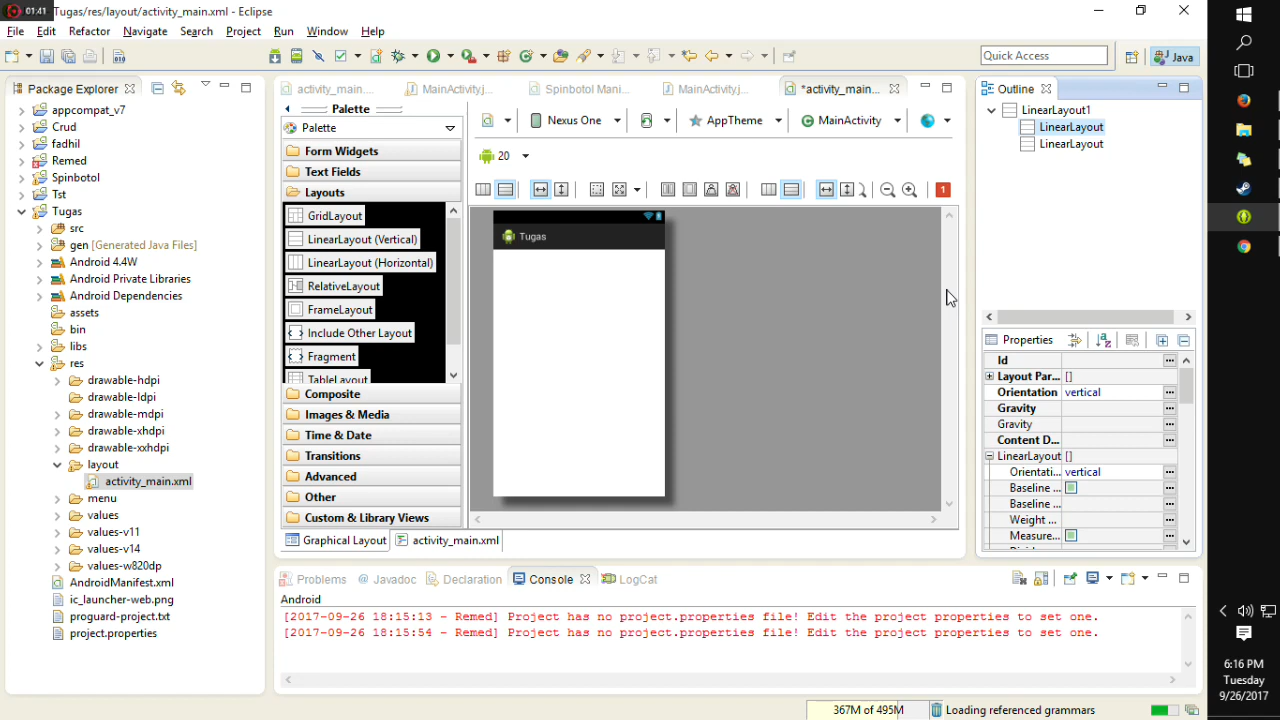 01:41
Tugas/res/layout/activity_main.xml - Eclipse
File Edit Refactor Navigate Search Project Run Window Help
Quick Access
Java
Package Explorer
appcompat_v7
Crud
fadhil
Remed
Spinbotol
Tst
Tugas
src
gen [Generated Java Files]
Android 4.4W
Android Private Libraries
Android Dependencies
assets
bin
libs
res
drawable-hdpi
drawable-ldpi
drawable-mdpi
drawable-xhdpi
drawable-xxhdpi
layout
activity_main.xml
menu
values
values-v11
values-v14
values-w820dp
AndroidManifest.xml
ic_launcher-web.png
proguard-project.txt
project.properties
activity_main....
MainActivity.j...
Spinbotol Mani...
MainActivity.j...
*activity_main...
Palette
Palette
Form Widgets
Text Fields
Layouts
GridLayout
LinearLayout (Vertical)
LinearLayout (Horizontal)
RelativeLayout
FrameLayout
Include Other Layout
Fragment
TableLayout
Composite
Images & Media
Time & Date
Transitions
Advanced
Other
Custom & Library Views
Graphical Layout
activity_main.xml
Nexus One
AppTheme
MainActivity
20
1
Tugas
Outline
LinearLayout1
LinearLayout
LinearLayout
Properties
Id
Layout Par... []
Orientation vertical
Gravity
Gravity
Content D...
LinearLayout []
Orientati... vertical
Baseline ...
Baseline ...
Weight ...
Measure...
Problems
Javadoc
Declaration
Console
LogCat
Android
[2017-09-26 18:15:13 - Remed] Project has no project.properties file! Edit the project properties to set one.
[2017-09-26 18:15:54 - Remed] Project has no project.properties file! Edit the project properties to set one.
367M of 495M
Loading referenced grammars
6:16 PM
Tuesday
9/26/2017